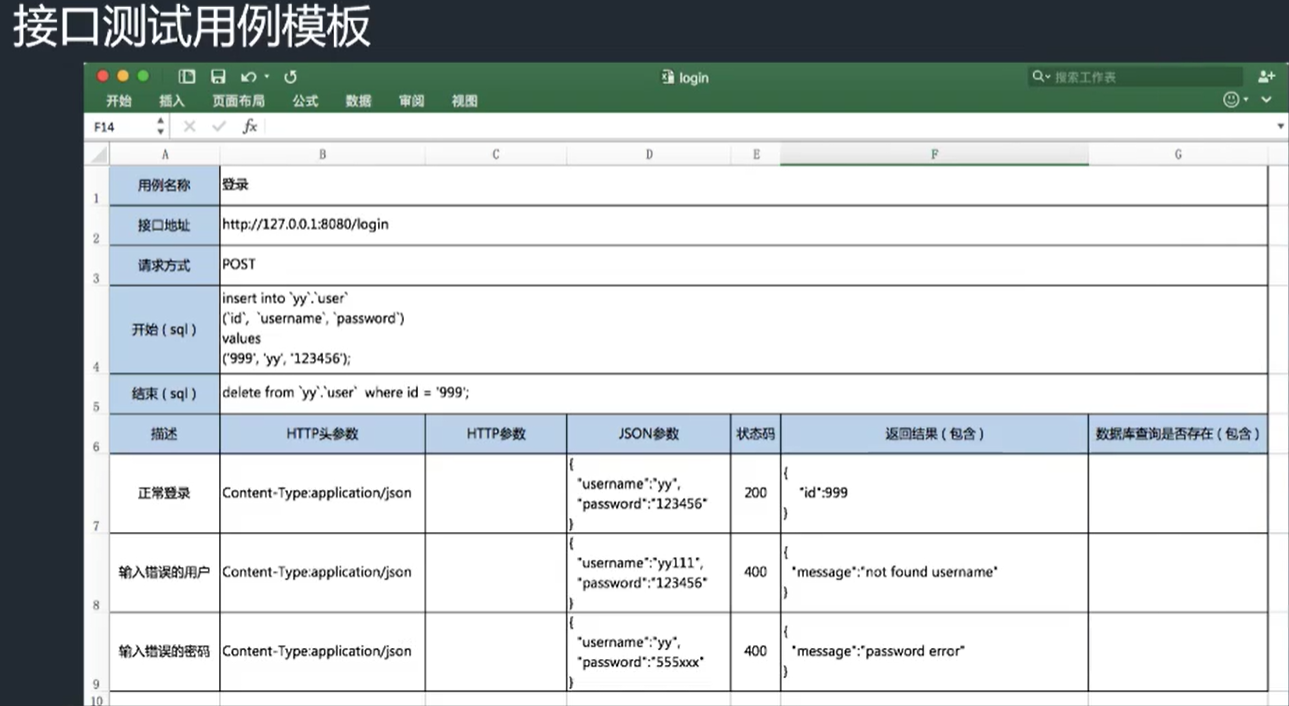 接口测试用例模板
login
搜索工作表
开始 插入 页面布局 公式 数据 审阅 视图
F14 fx
A B C D E F G
1 用例名称 登录
2 接口地址 http://127.0.0.1:8080/login
3 请求方式 POST
4 开始(sql)
insert into `yy`.`user`
(`id`, `username`, `password`)
values
('999', 'yy', '123456');
5 结束(sql) delete from `yy`.`user` where id = '999';
6 描述 HTTP头参数 HTTP参数 JSON参数 状态码 返回结果(包含) 数据库查询是否存在(包含)
7 正常登录 Content-Type:application/json
{
"username":"yy",
"password":"123456"
}
200
{
"id":999
}
8 输入错误的用户 Content-Type:application/json
{
"username":"yy111",
"password":"123456"
}
400
{
"message":"not found username"
}
9 输入错误的密码 Content-Type:application/json
{
"username":"yy",
"password":"555xxx"
}
400
{
"message":"password error"
}
10